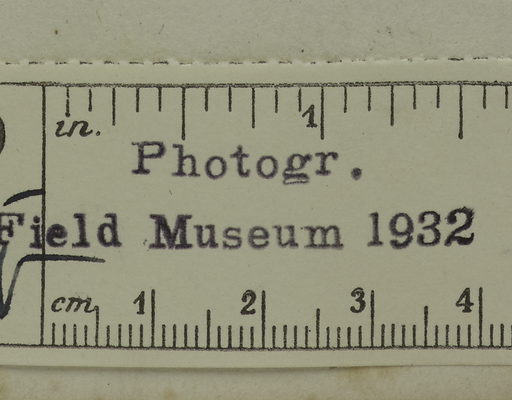 in. 1
Photogr.
Field Museum 1932
cm 1 2 3 4